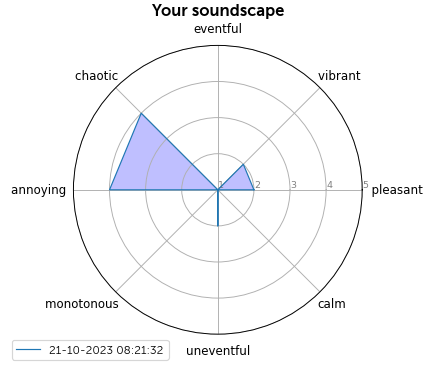 Your soundscape
eventful
chaotic
vibrant
annoying
1
2
3
4
5
pleasant
monotonous
calm
21-10-2023 08:21:32
uneventful